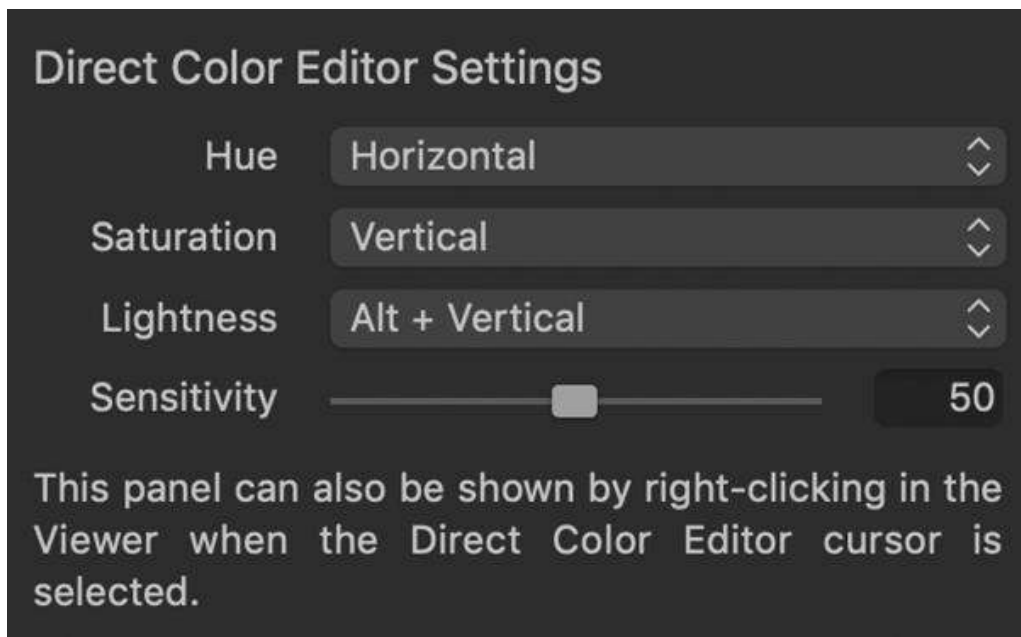 Direct Color Editor Settings
Hue Horizontal
Saturation Vertical
Lightness Alt + Vertical
Sensitivity 50
This panel can also be shown by right-clicking in the
Viewer when the Direct Color Editor cursor is
selected.